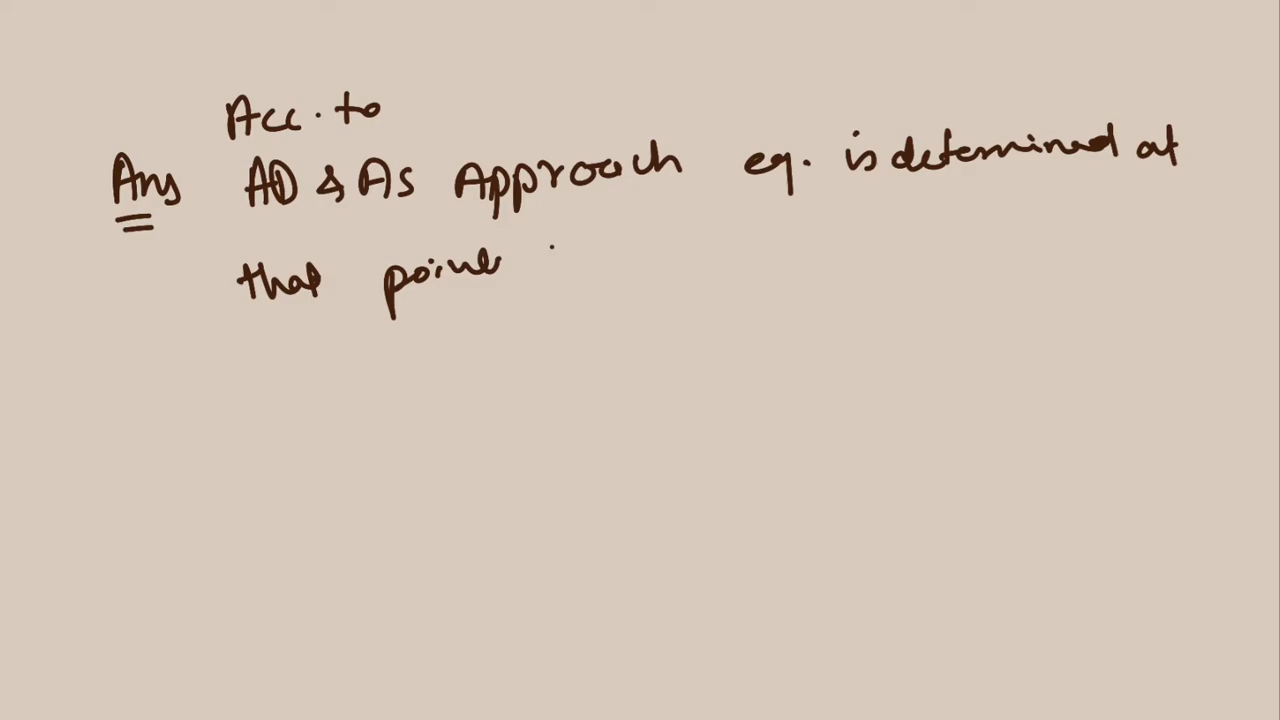 Acc. to
Ans AD & AS Approach eq. is determined at
that point